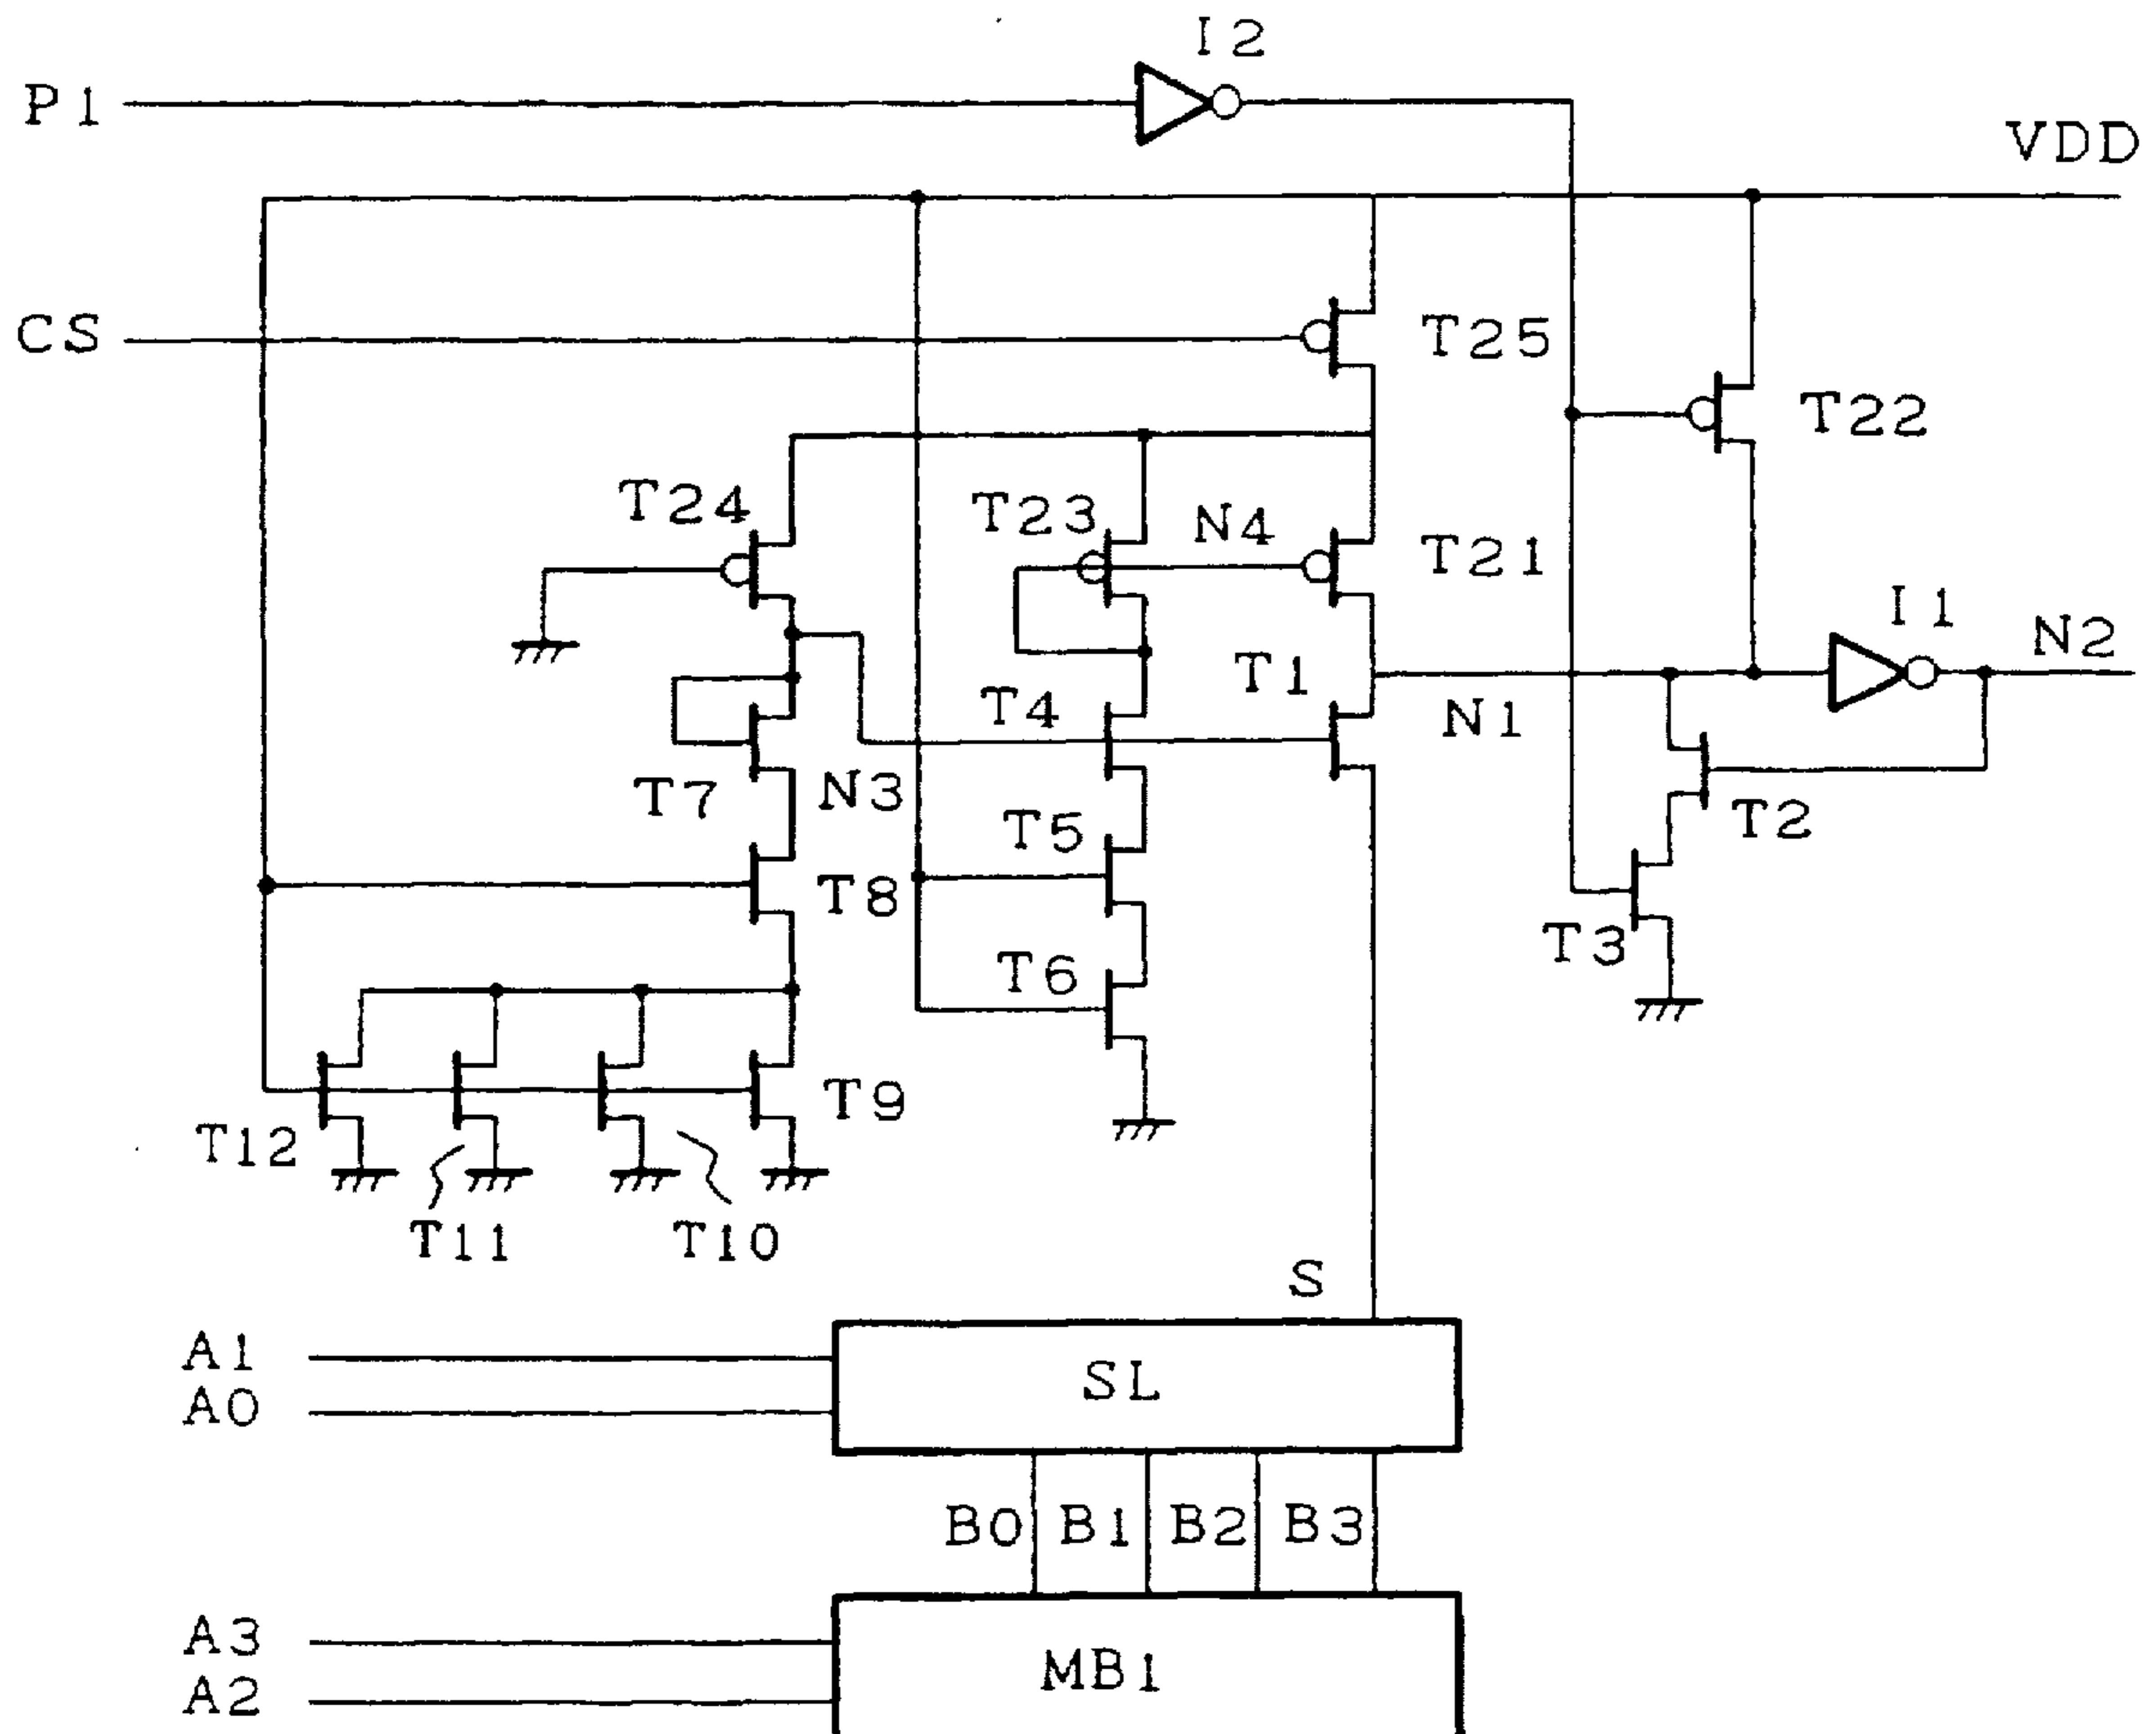 I2
P1
VDD
CS
T25
T22
T24
T23
N4
T21
I1
N2
T1
T4
N1
T7
N3
T2
T5
T8
T3
T6
T9
T12
T11
T10
S
A1
SL
A0
B0
B1
B2
B3
A3
MB1
A2